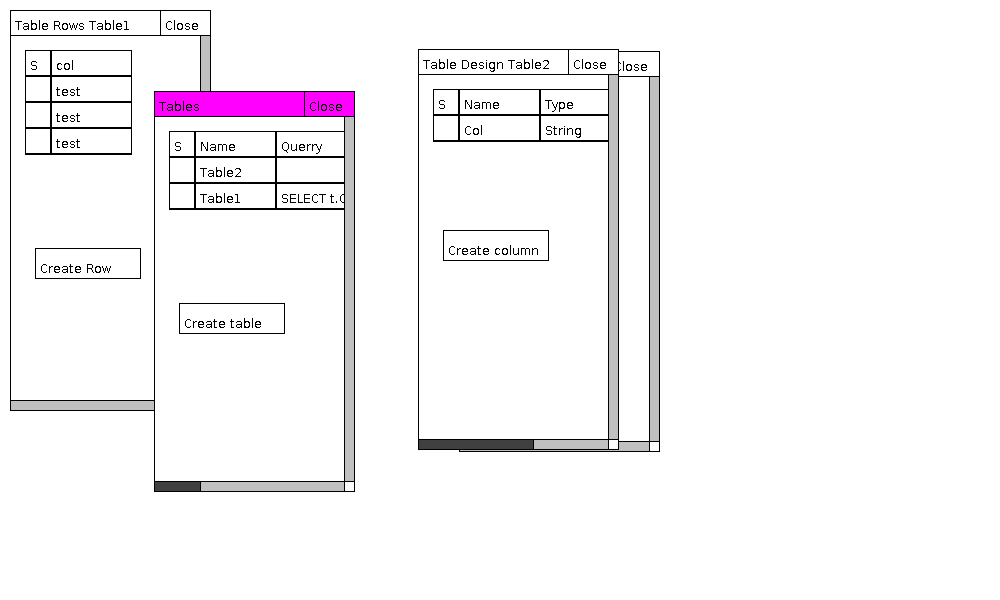 Table Rows Table1 Close
S col
test
test
test
Create Row
Tables Close
S Name Querry
Table2
Table1 SELECT t.
Create table
Table Design Table2 Close
S Name Type
Col String
Create column
Close